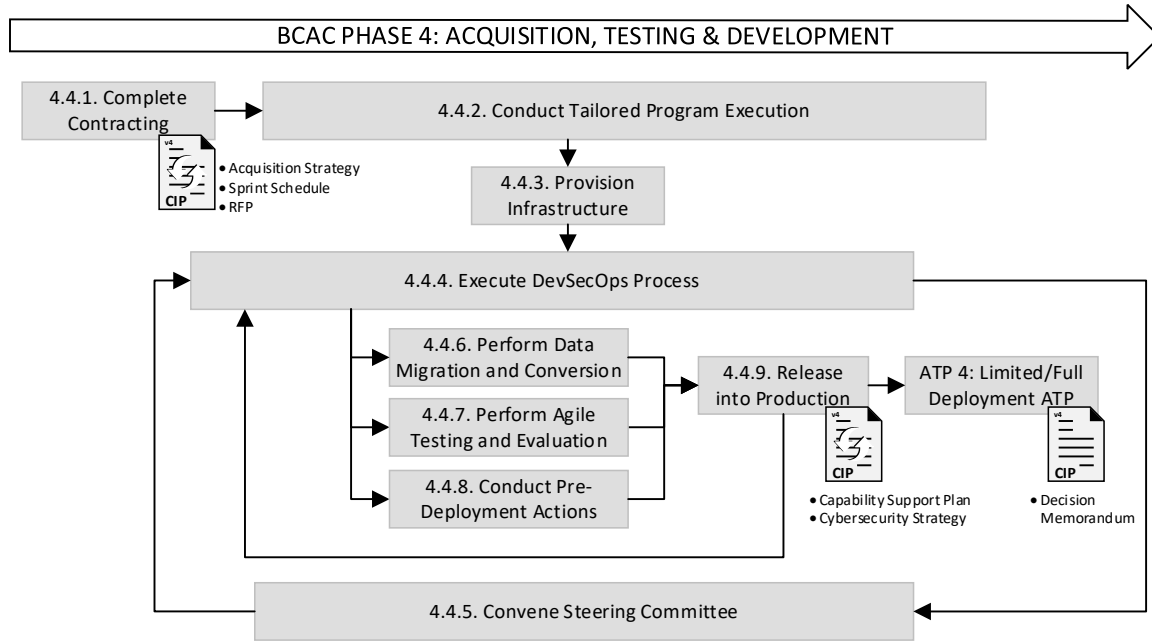 BCAC PHASE 4: ACQUISITION, TESTING & DEVELOPMENT
4.4.1. Complete
Contracting
4.4.2. Conduct Tailored Program Execution
v4
CIP
• Acquisition Strategy
• Sprint Schedule
• RFP
4.4.3. Provision
Infrastructure
4.4.4. Execute DevSecOps Process
4.4.6. Perform Data
Migration and Conversion
4.4.7. Perform Agile
Testing and Evaluation
4.4.8. Conduct Pre-
Deployment Actions
4.4.9. Release
into Production
v4
CIP
• Capability Support Plan
• Cybersecurity Strategy
ATP 4: Limited/Full
Deployment ATP
v4
CIP
• Decision
Memorandum
4.4.5. Convene Steering Committee